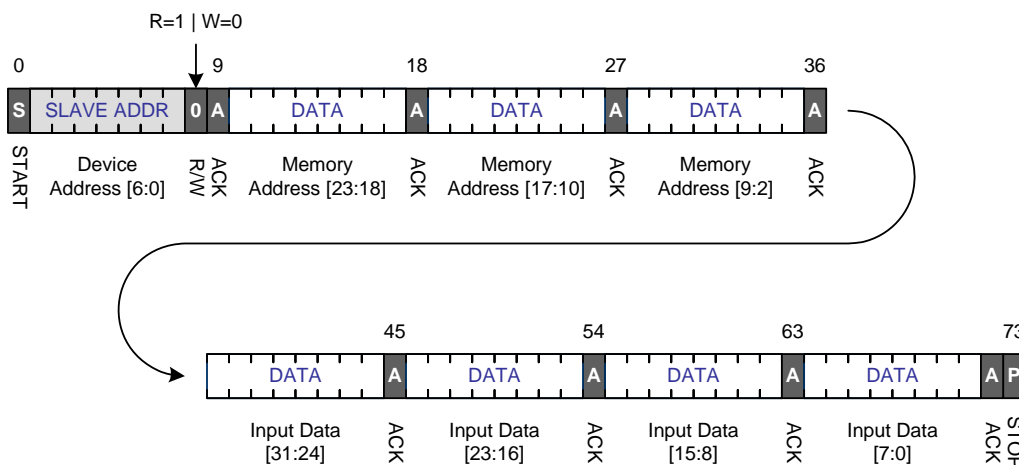 R=1 | W=0
0 9 18 27 36
S SLAVE ADDR 0 A DATA A DATA A DATA A
START Device Address [6:0] R/W ACK Memory Address [23:18] ACK Memory Address [17:10] ACK Memory Address [9:2] ACK
45 54 63 73
DATA A DATA A DATA A DATA A P
Input Data [31:24] ACK Input Data [23:16] ACK Input Data [15:8] ACK Input Data [7:0] ACK STOP